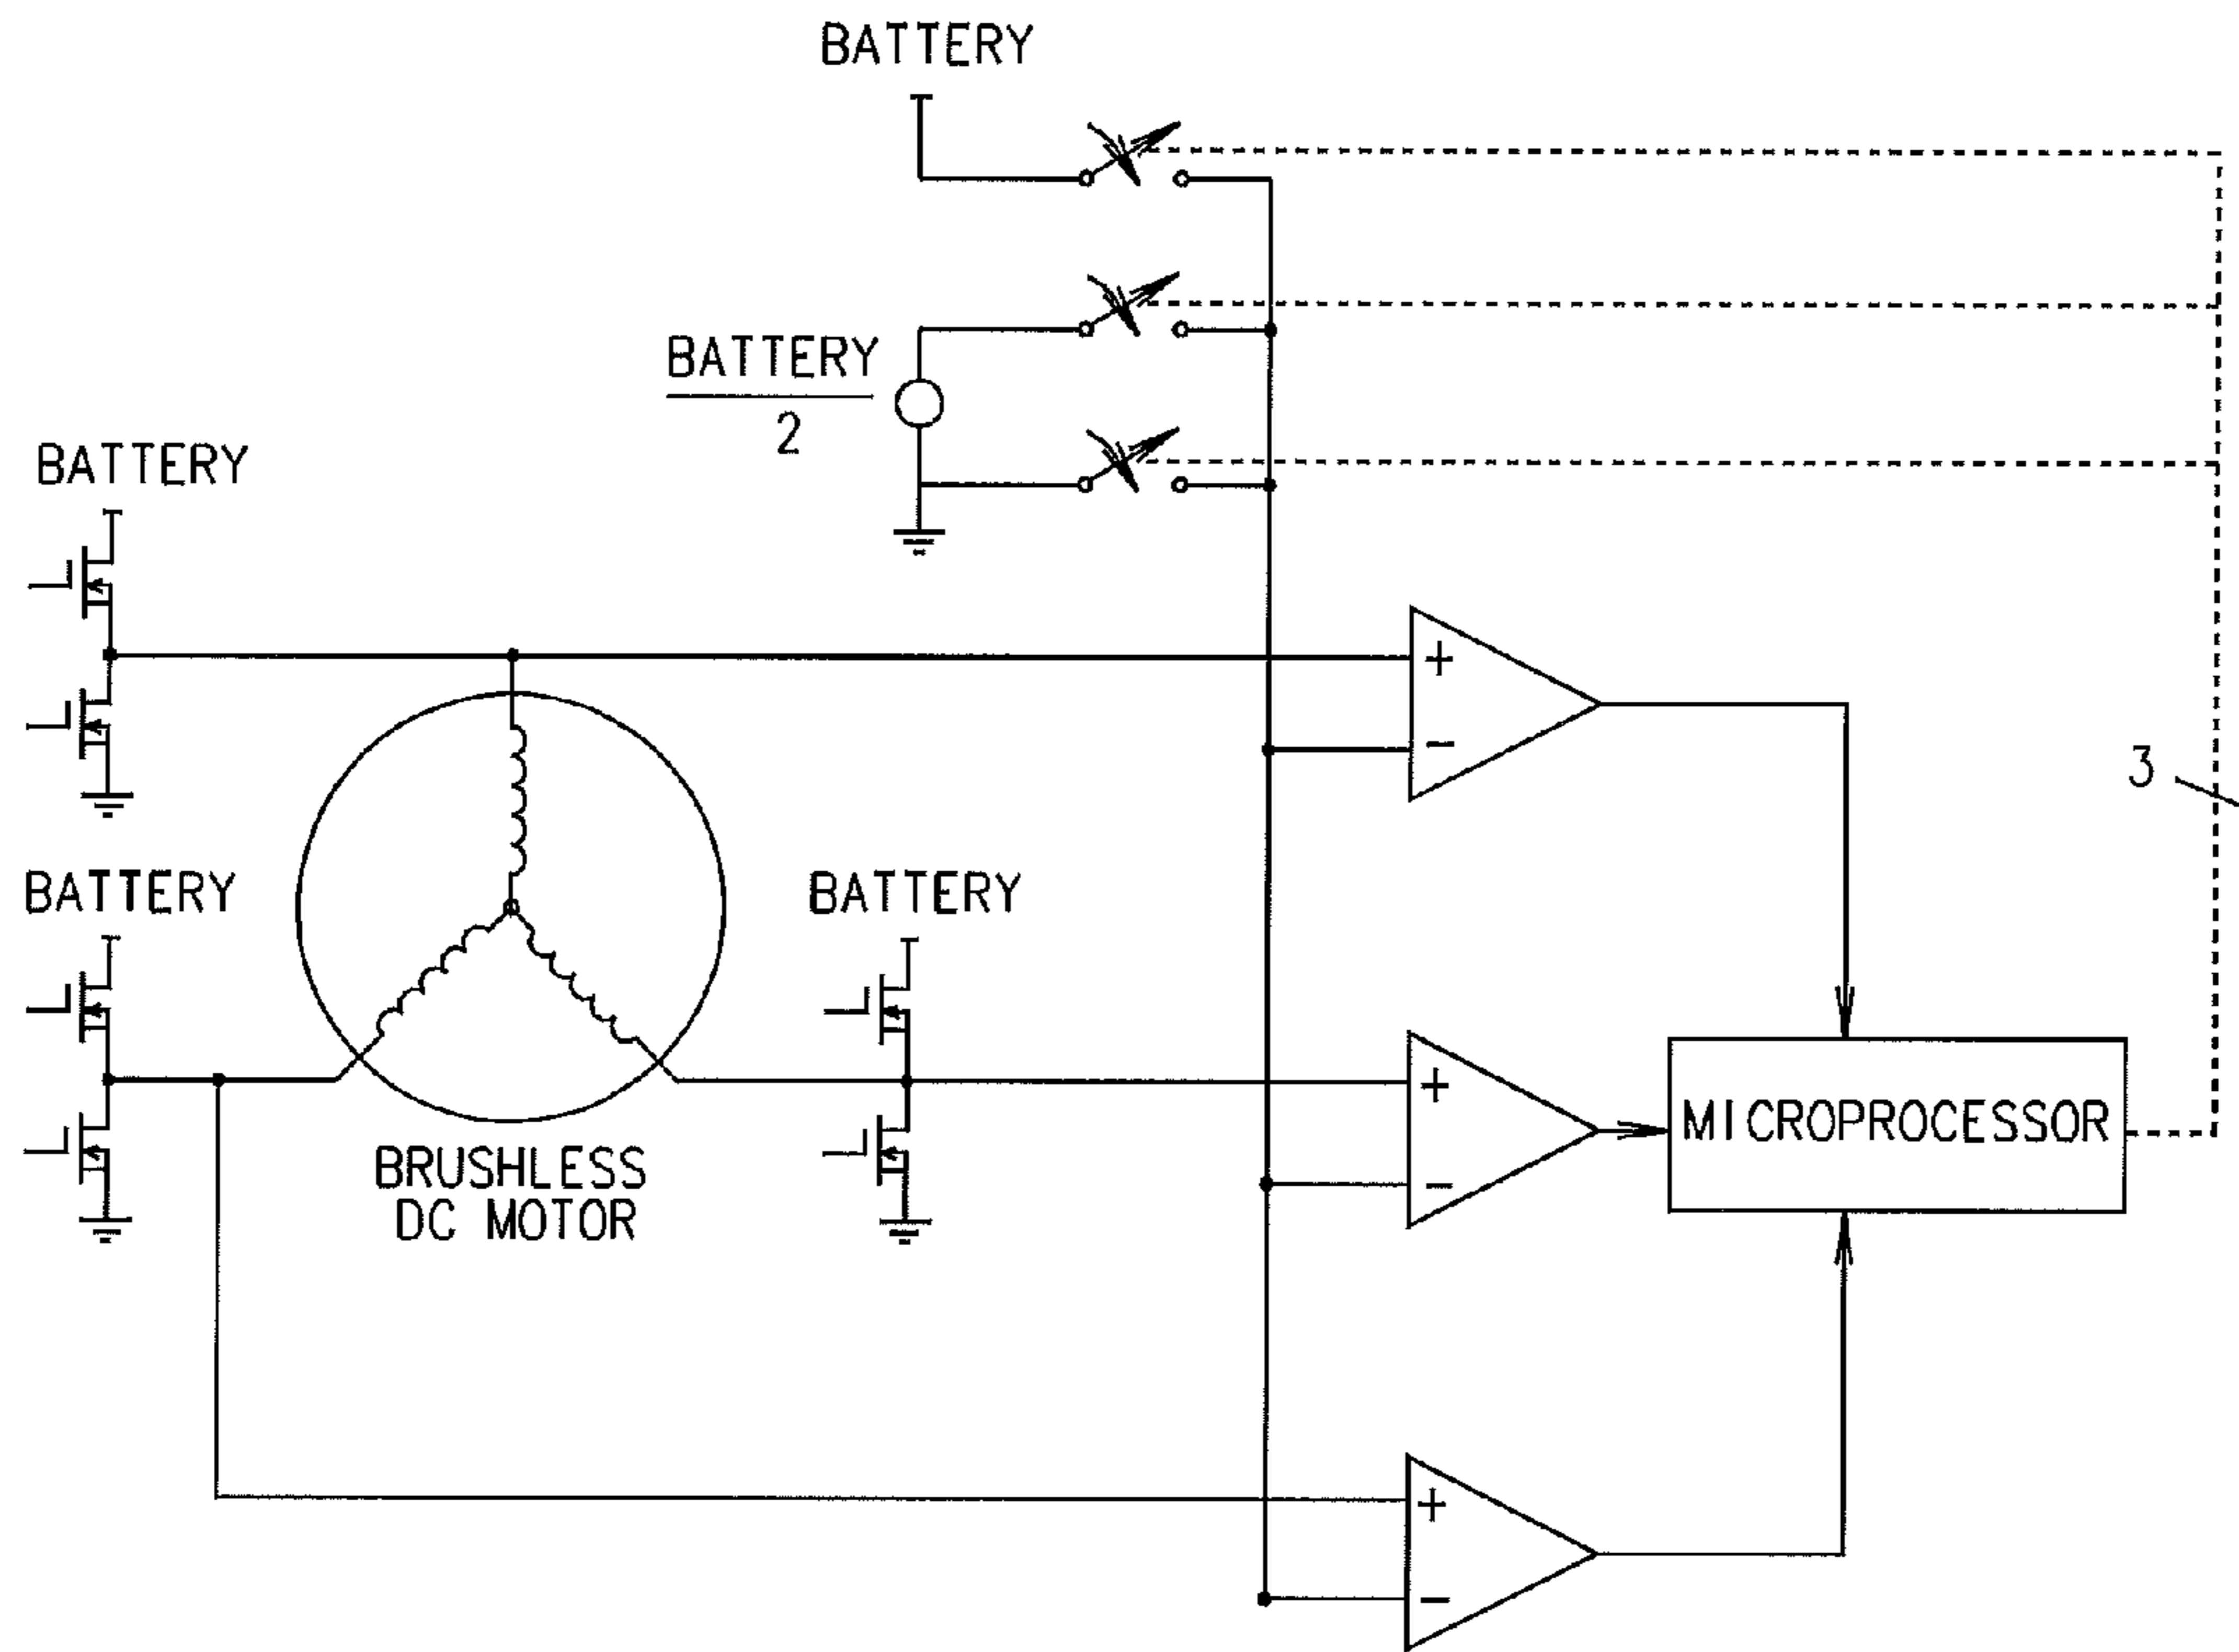 BATTERY
BATTERY
2
BATTERY
+
-
3
BATTERY
BATTERY
+
-
MICROPROCESSOR
BRUSHLESS
DC MOTOR
+
-